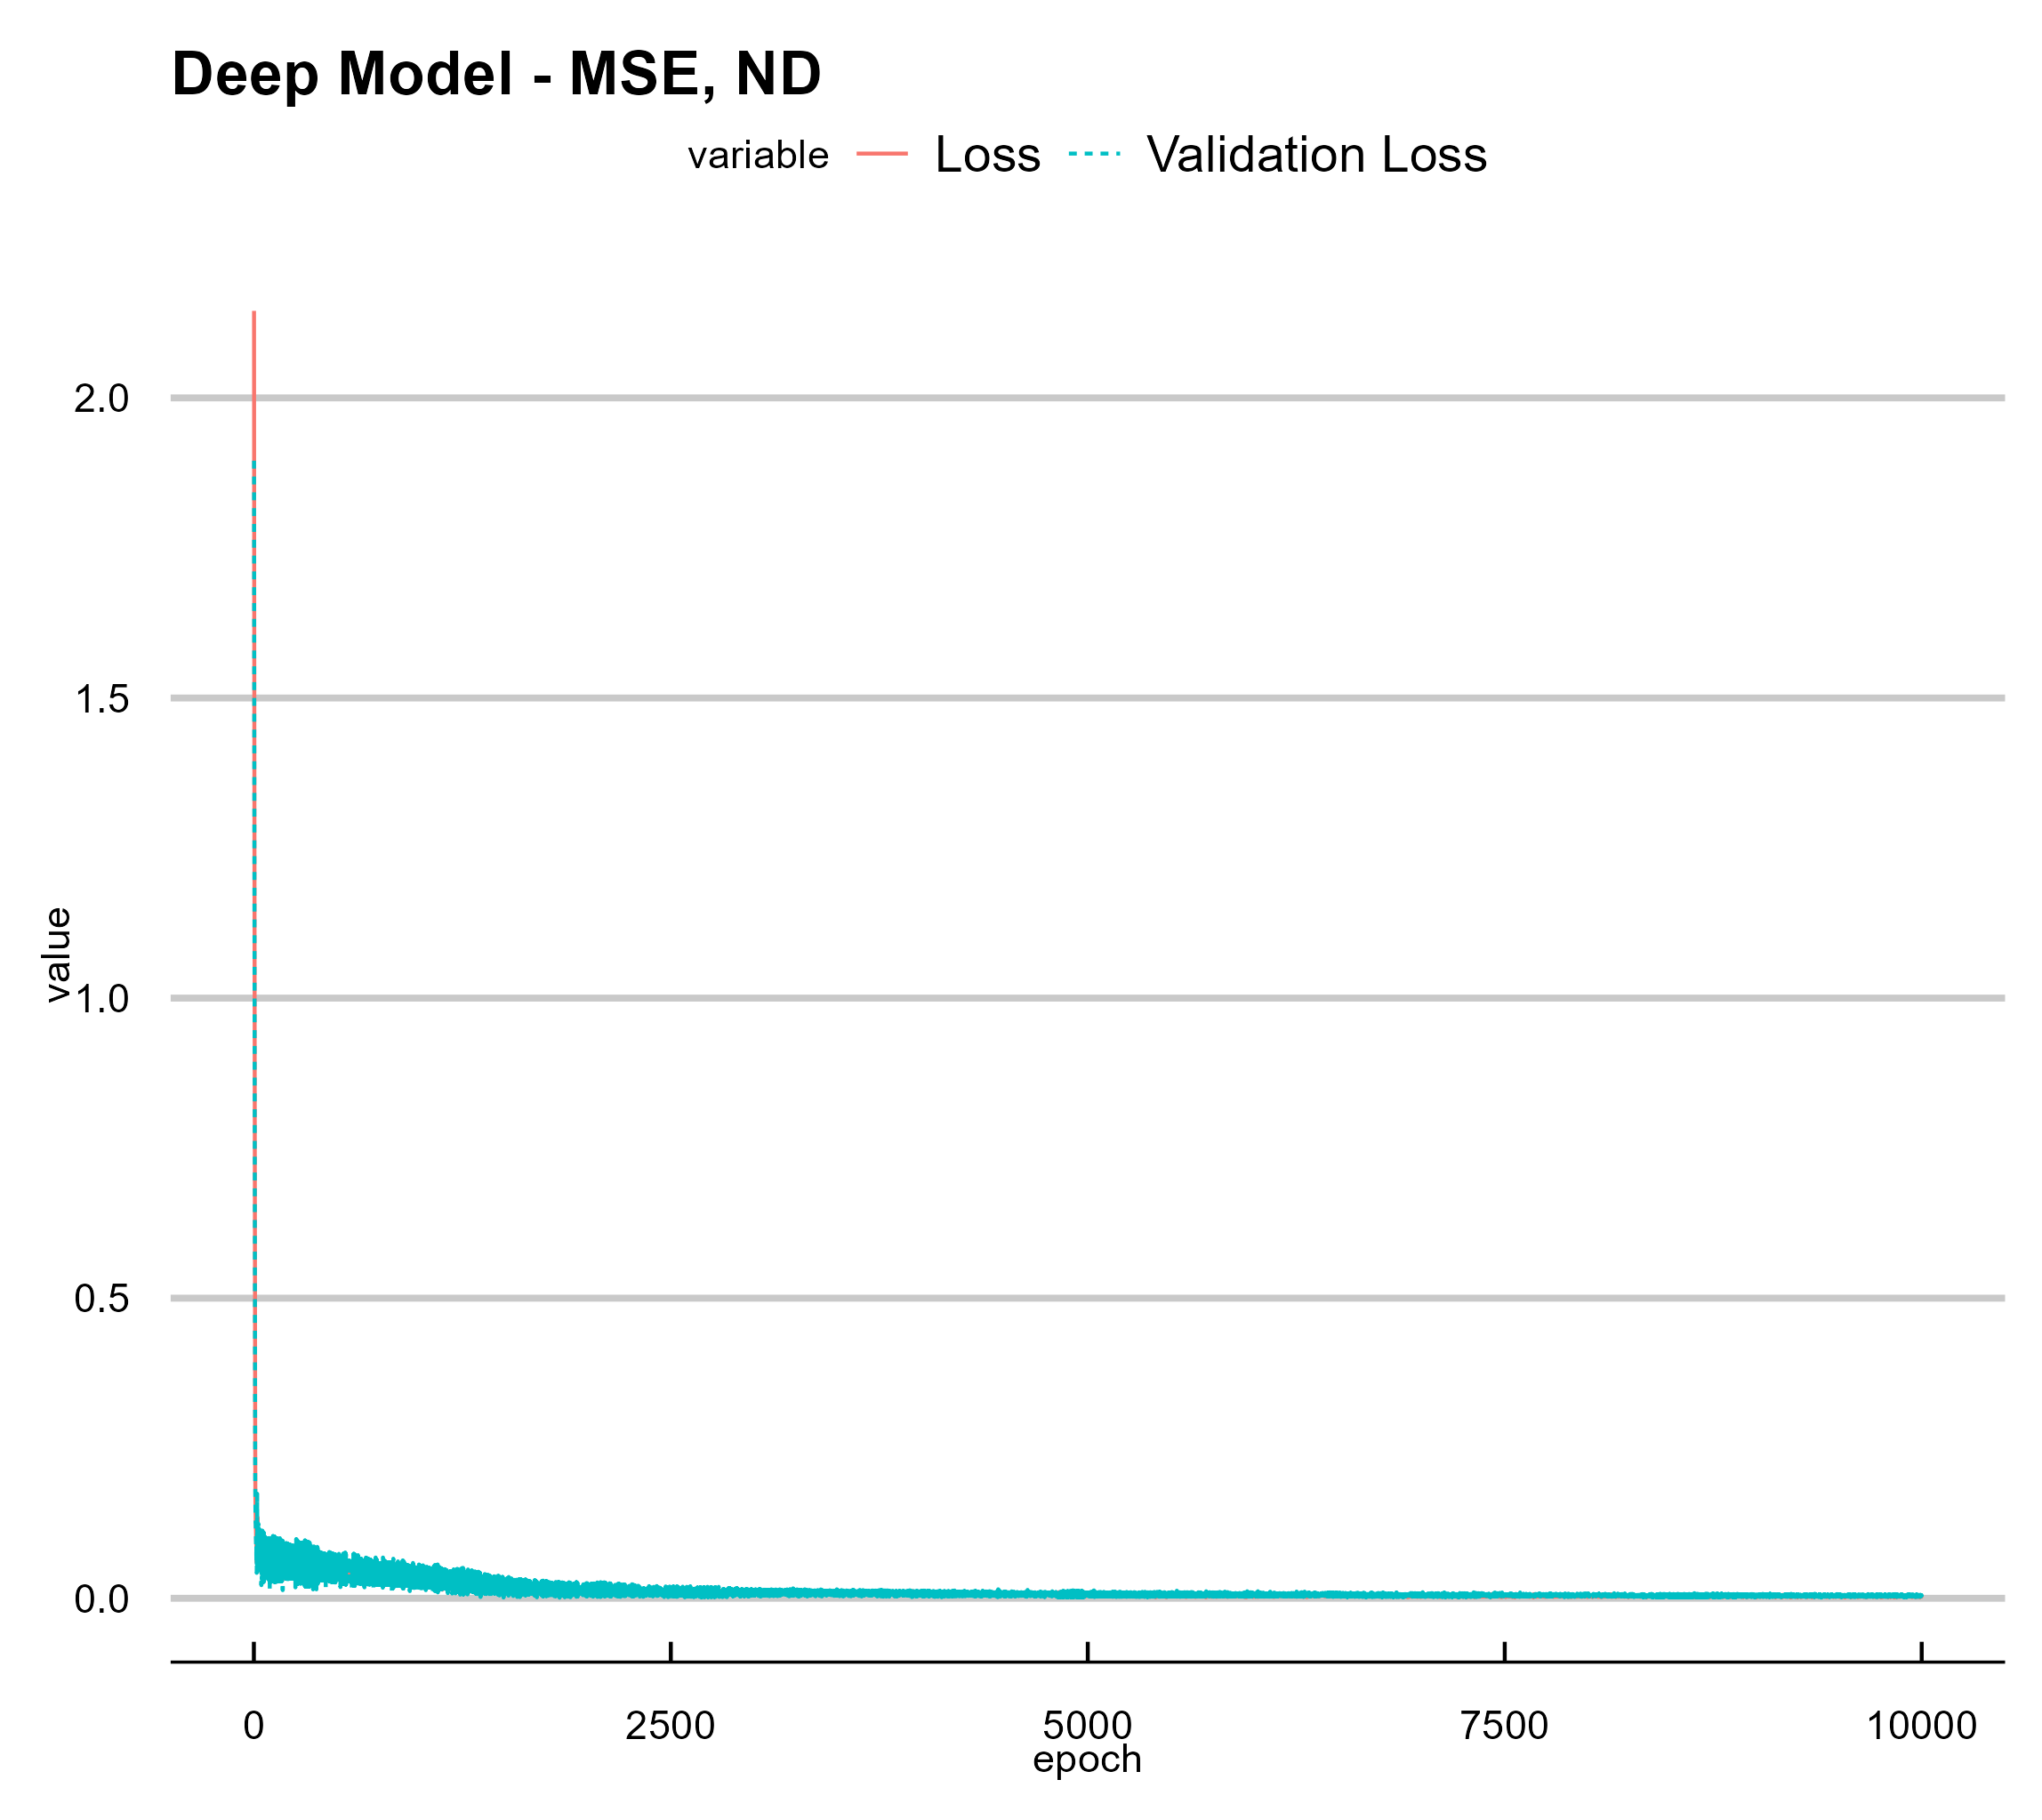 Deep Model - MSE, ND
variable Loss Validation Loss
2.0
1.5
1.0
0.5
0.0
value
0 2500 5000 7500 10000
epoch